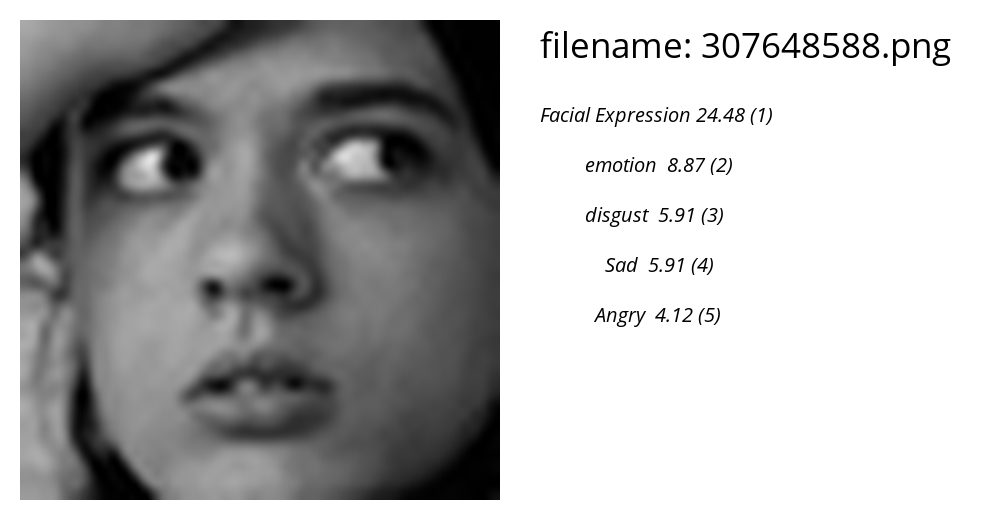 filename: 307648588.png
Facial Expression 24.48 (1)
emotion 8.87 (2)
disgust 5.91 (3)
Sad 5.91 (4)
Angry 4.12 (5)